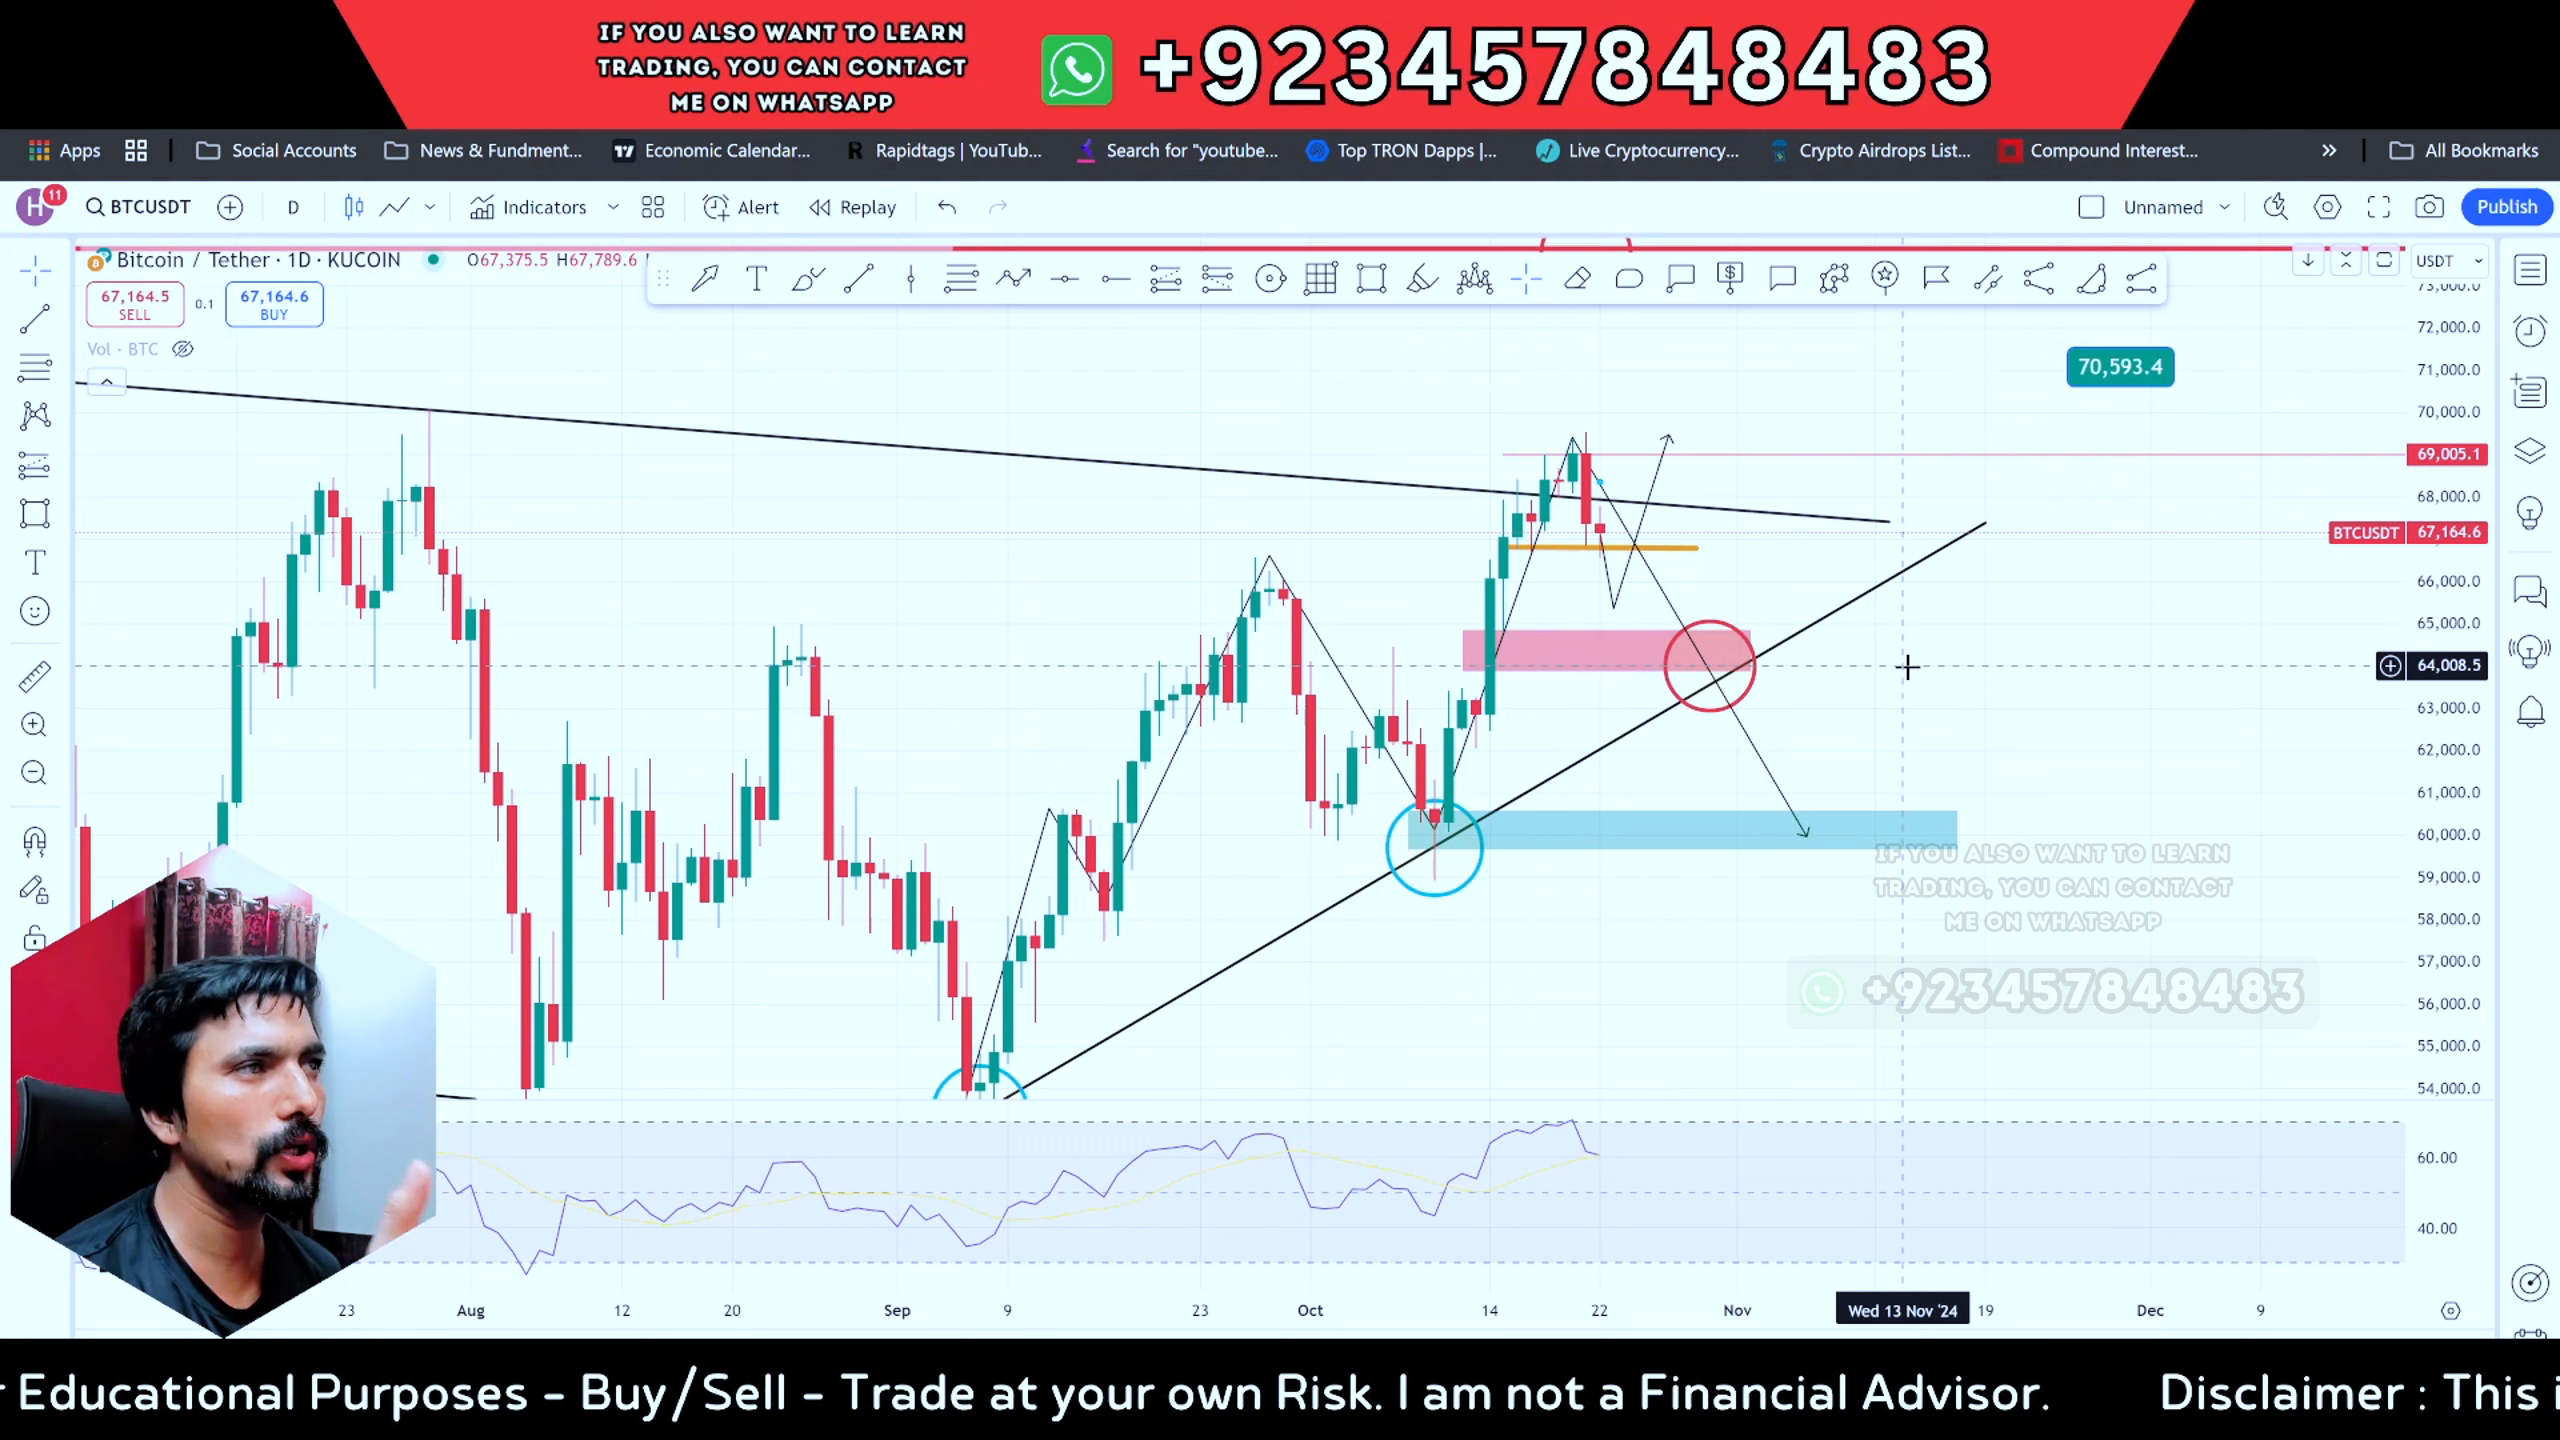 IF YOU ALSO WANT TO LEARN
TRADING, YOU CAN CONTACT
ME ON WHATSAPP
+923457848483
Apps
Social Accounts
News & Fundment...
Economic Calendar...
Rapidtags | YouTub...
Search for "youtube...
Top TRON Dapps |...
Live Cryptocurrency...
Crypto Airdrops List...
Compound Interest...
All Bookmarks
H
11
BTCUSDT
D
Indicators
Alert
Replay
Unnamed
Publish
Bitcoin / Tether · 1D · KUCOIN
O67,375.5 H67,789.6
USDT
67,164.5
SELL
0.1
67,164.6
BUY
Vol · BTC
73,000.0
72,000.0
71,000.0
70,000.0
69,005.1
68,000.0
BTCUSDT 67,164.6
66,000.0
65,000.0
64,008.5
63,000.0
62,000.0
61,000.0
60,000.0
59,000.0
58,000.0
57,000.0
56,000.0
55,000.0
54,000.0
60.00
40.00
70,593.4
IF YOU ALSO WANT TO LEARN
TRADING, YOU CAN CONTACT
ME ON WHATSAPP
+923457848483
23 Aug 12 20 Sep 9 23 Oct 14 22 Nov Wed 13 Nov '24 19 Dec 9
Educational Purposes - Buy/Sell - Trade at your own Risk. I am not a Financial Advisor. Disclaimer : This